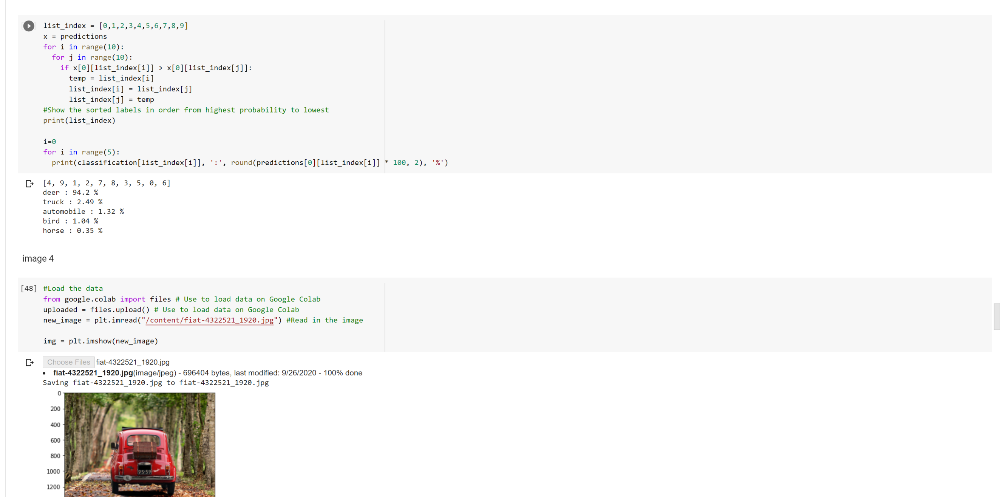 list_index = [0,1,2,3,4,5,6,7,8,9]
x = predictions
for i in range(10):
  for j in range(10):
    if x[0][list_index[i]] > x[0][list_index[j]]:
      temp = list_index[i]
      list_index[i] = list_index[j]
      list_index[j] = temp
#Show the sorted labels in order from highest probability to lowest
print(list_index)
i=0
for i in range(5):
  print(classification[list_index[i]], ':', round(predictions[0][list_index[i]] * 100, 2), '%')
[4, 9, 1, 2, 7, 8, 3, 5, 0, 6]
deer : 94.2 %
truck : 2.49 %
automobile : 1.32 %
bird : 1.04 %
horse : 0.35 %
image 4
[48] #Load the data
from google.colab import files # Use to load data on Google Colab
uploaded = files.upload() # Use to load data on Google Colab
new_image = plt.imread("/content/fiat-4322521_1920.jpg") #Read in the image
img = plt.imshow(new_image)
Choose Files fiat-4322521_1920.jpg
• fiat-4322521_1920.jpg(image/jpeg) - 696404 bytes, last modified: 9/26/2020 - 100% done
Saving fiat-4322521_1920.jpg to fiat-4322521_1920.jpg
0
200
400
600
800
1000
95-59
NL
1200